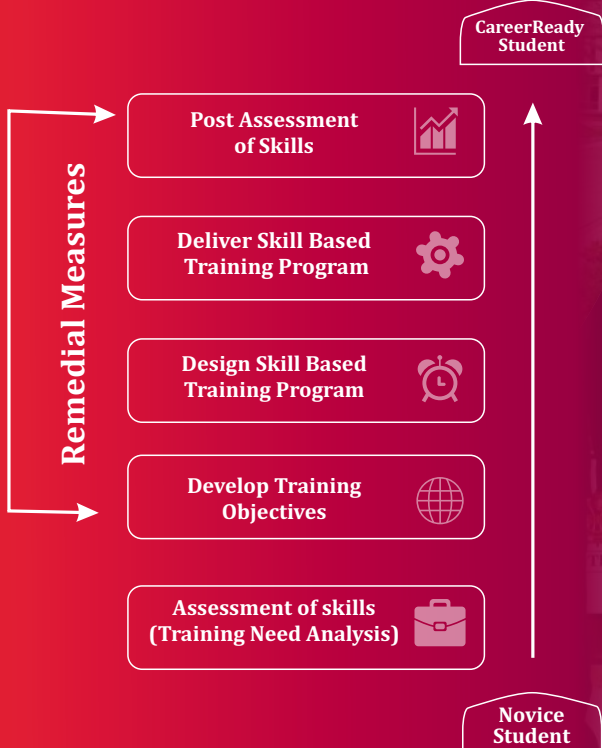 CareerReady
Student
Post Assessment
of Skills
Deliver Skill Based
Training Program
Remedial Measures
Design Skill Based
Training Program
Develop Training
Objectives
Assessment of skills
(Training Need Analysis)
Novice
Student